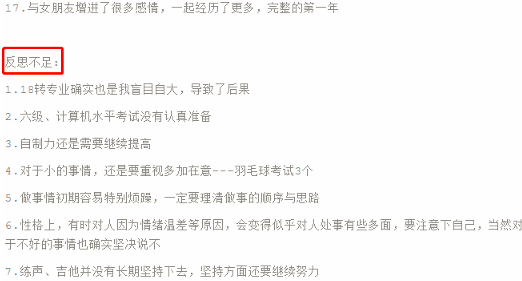 17.与女朋友增进了很多感情，一起经历了更多，完整的第一年
反思不足：
1.18转专业确实也是我盲目自大，导致了后果
2.六级、计算机水平考试没有认真准备
3.自制力还是需要继续提高
4.对于小的事情，还是要重视多加在意---羽毛球考试3个
5.做事情初期容易特别烦躁，一定要理清做事的顺序与思路
6.性格上，有时对人因为情绪温差等原因，会变得似乎对人处事有些多面，要注意下自己，当然对
于不好的事情也确实坚决说不
7.练声、吉他并没有长期坚持下去，坚持方面还要继续努力